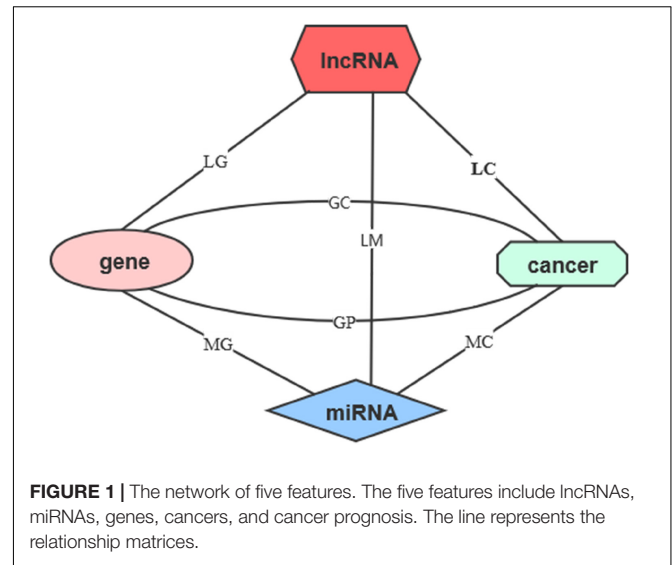 lncRNA
LG
LC
GC
LM
gene
cancer
GP
MG
MC
miRNA
FIGURE 1 | The network of five features. The five features include lncRNAs,
miRNAs, genes, cancers, and cancer prognosis. The line represents the
relationship matrices.